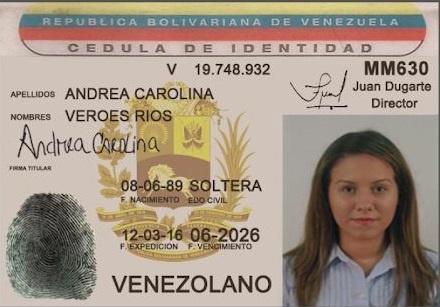 REPUBLICA BOLIVARIANA DE VENEZUELA
CEDULA DE IDENTIDAD
V 19.748.932
MM630
Juan Dugarte
Director
APELLIDOS ANDREA CAROLINA
NOMBRES VEROES RIOS
Andrea Carolina
FIRMA TITULAR
08-06-89 SOLTERA
F. NACIMIENTO EDO CIVIL
12-03-16 06-2026
F. EXPEDICION F. VENCIMIENTO
VENEZOLANO